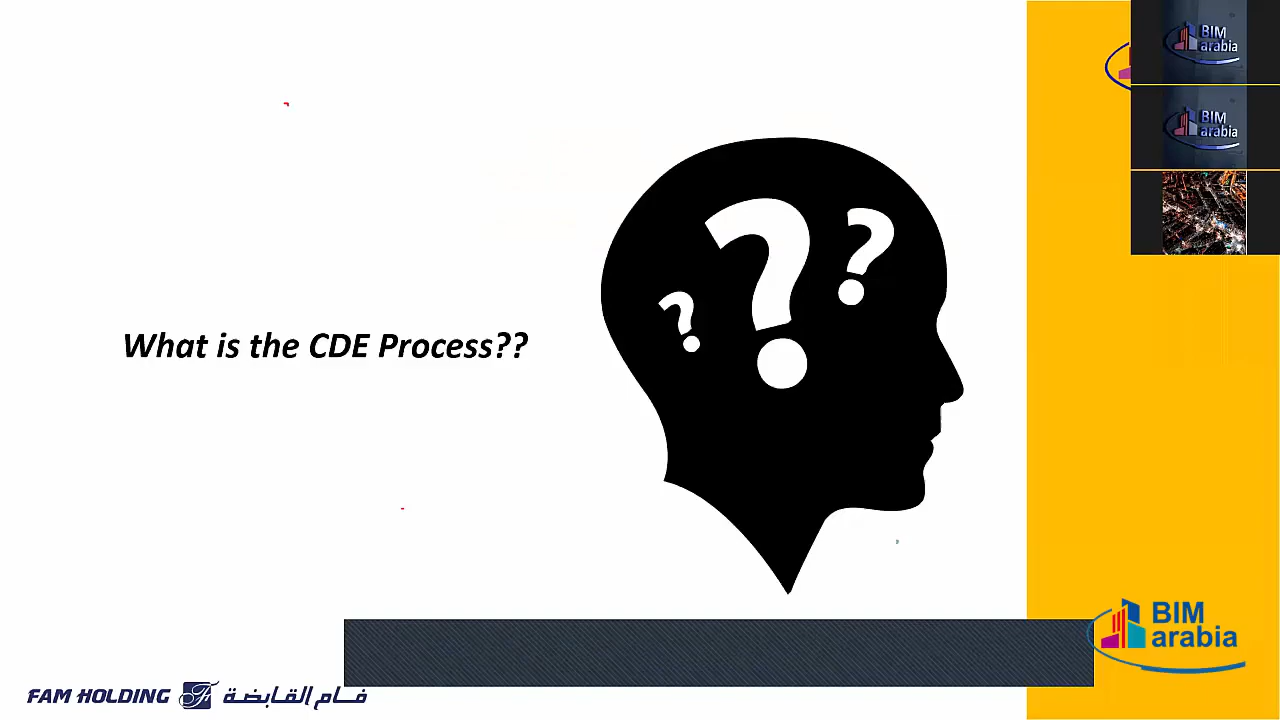 BIM
arabia
BIM
arabia
? ? ?
What is the CDE Process??
BIM
arabia
FAM HOLDING فام القابضة